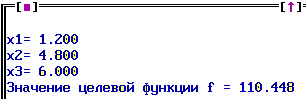 x1= 1.200
x2= 4.800
x3= 6.000
Значение целевой функции f = 110.448